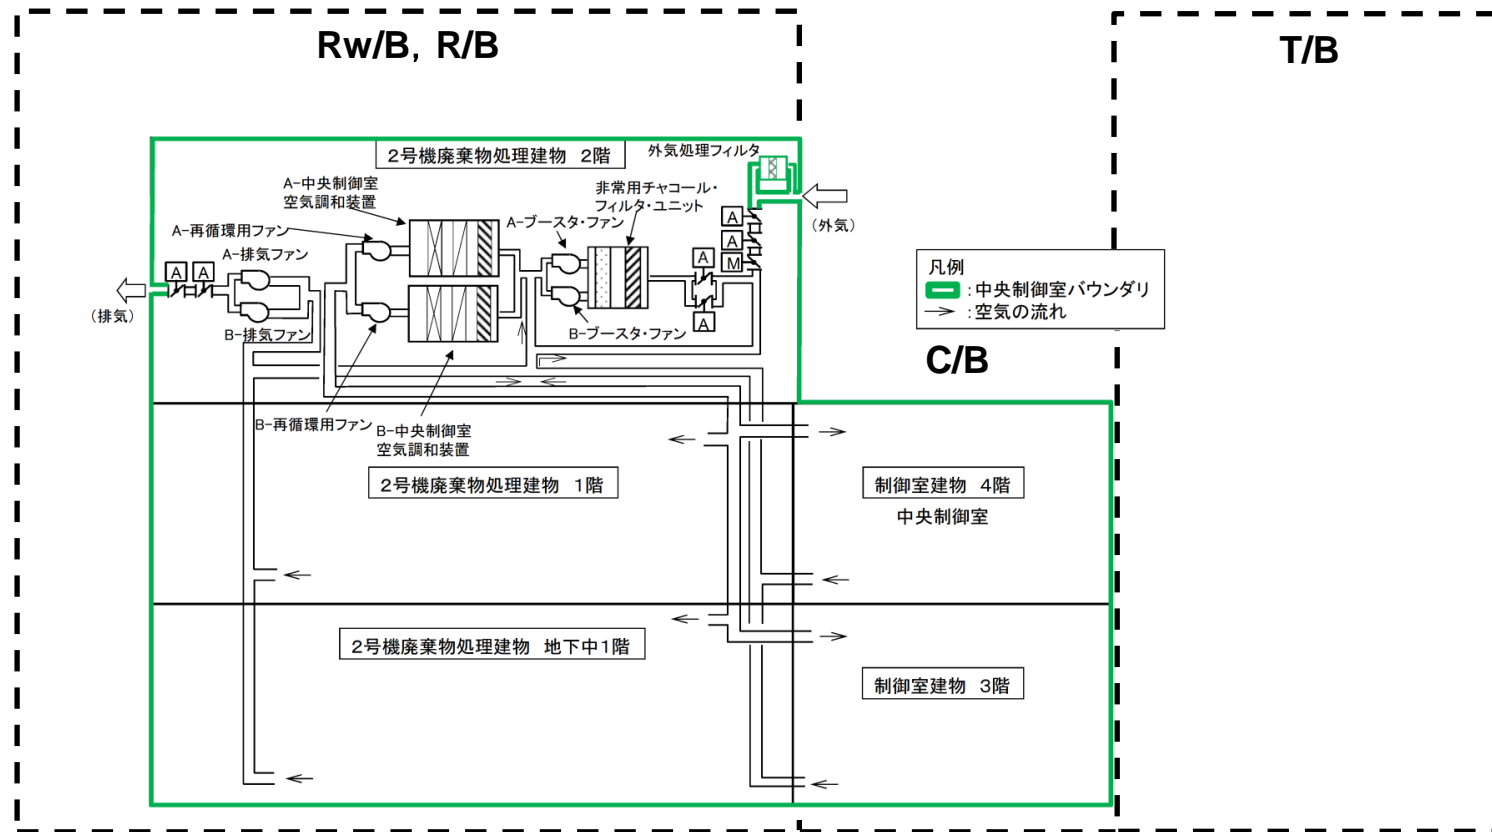 Rw/B, R/B
T/B
2号機廃棄物処理建物 2階
外気処理フィルタ
A-中央制御室
空気調和装置
非常用チャコール・
フィルタ・ユニット
A-ブースタ・ファン
A-再循環用ファン
A-排気ファン
A
A
M
(外気)
A
A
A
A
(排気)
B-排気ファン
B-ブースタ・ファン
凡例
:中央制御室バウンダリ
:空気の流れ
C/B
B-再循環用ファン
B-中央制御室
空気調和装置
2号機廃棄物処理建物 1階
制御室建物 4階
中央制御室
2号機廃棄物処理建物 地下中1階
制御室建物 3階